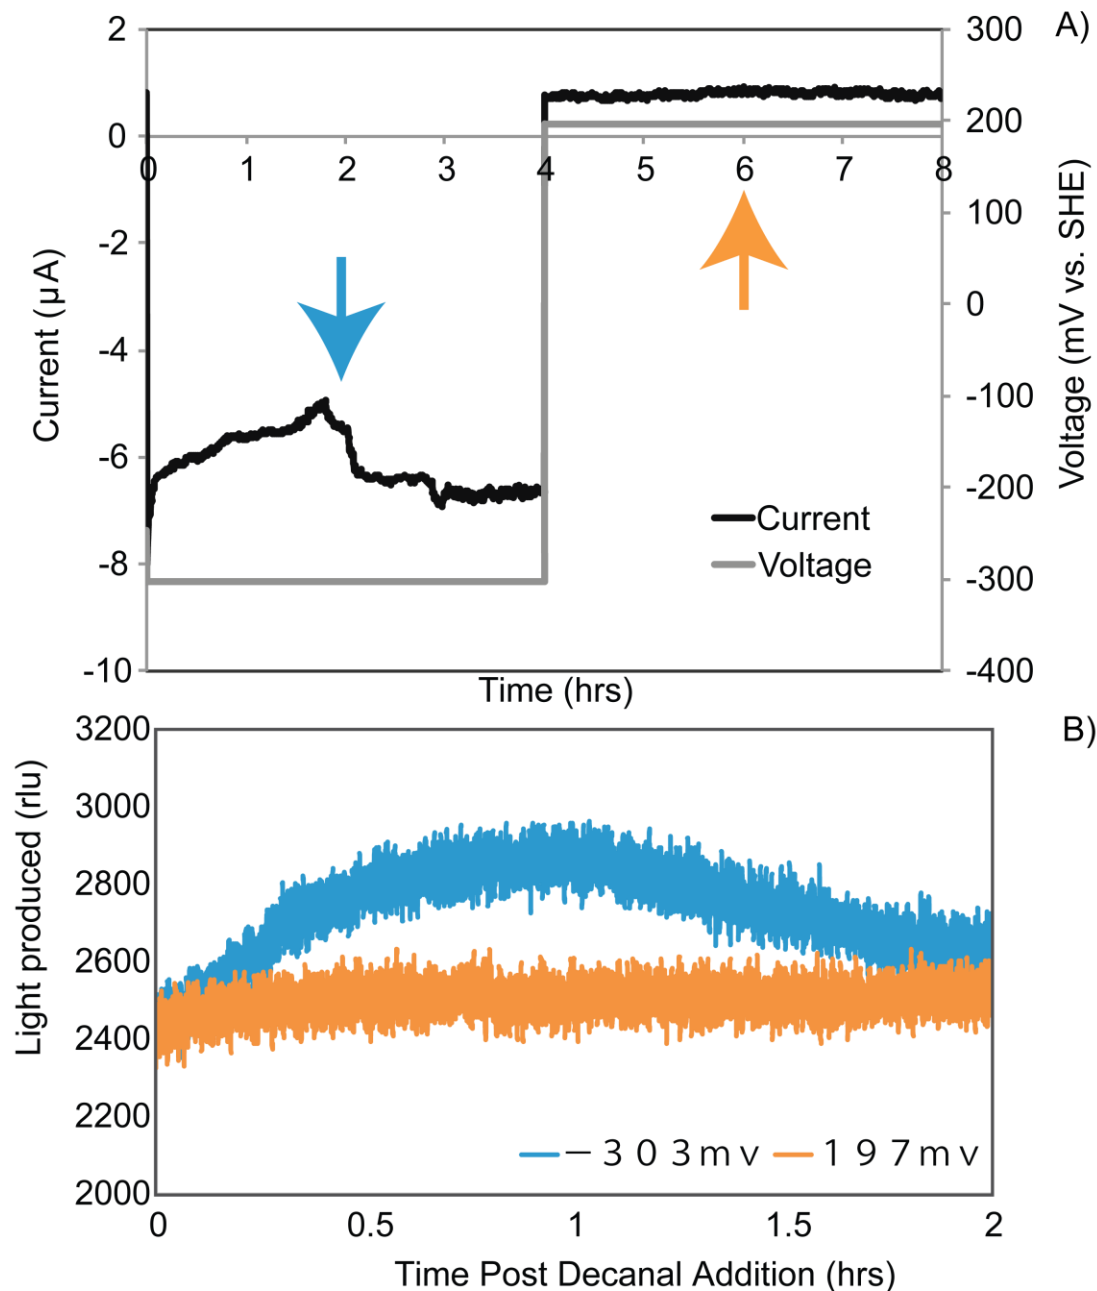 A)
Current (µA)
2
0
-2
-4
-6
-8
-10
0 1 2 3 4 5 6 7 8
300
200
100
0
-100
-200
-300
-400
Voltage (mV vs. SHE)
Current
Voltage
Time (hrs)
B)
Light produced (rlu)
3200
3000
2800
2600
2400
2200
2000
－３０３ｍｖ １９７ｍｖ
0 0.5 1 1.5 2
Time Post Decanal Addition (hrs)